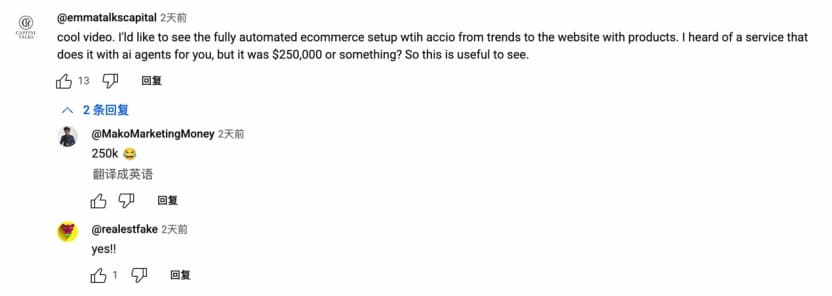 @emmatalkscapital 2天前
cool video. I'ld like to see the fully automated ecommerce setup wtih accio from trends to the website with products. I heard of a service that
does it with ai agents for you, but it was $250,000 or something? So this is useful to see.
13 回复
2 条回复
@MakoMarketingMoney 2天前
250k 😂
翻译成英语
回复
@realestfake 2天前
yes!!
1 回复
CAPITAL
TALKS